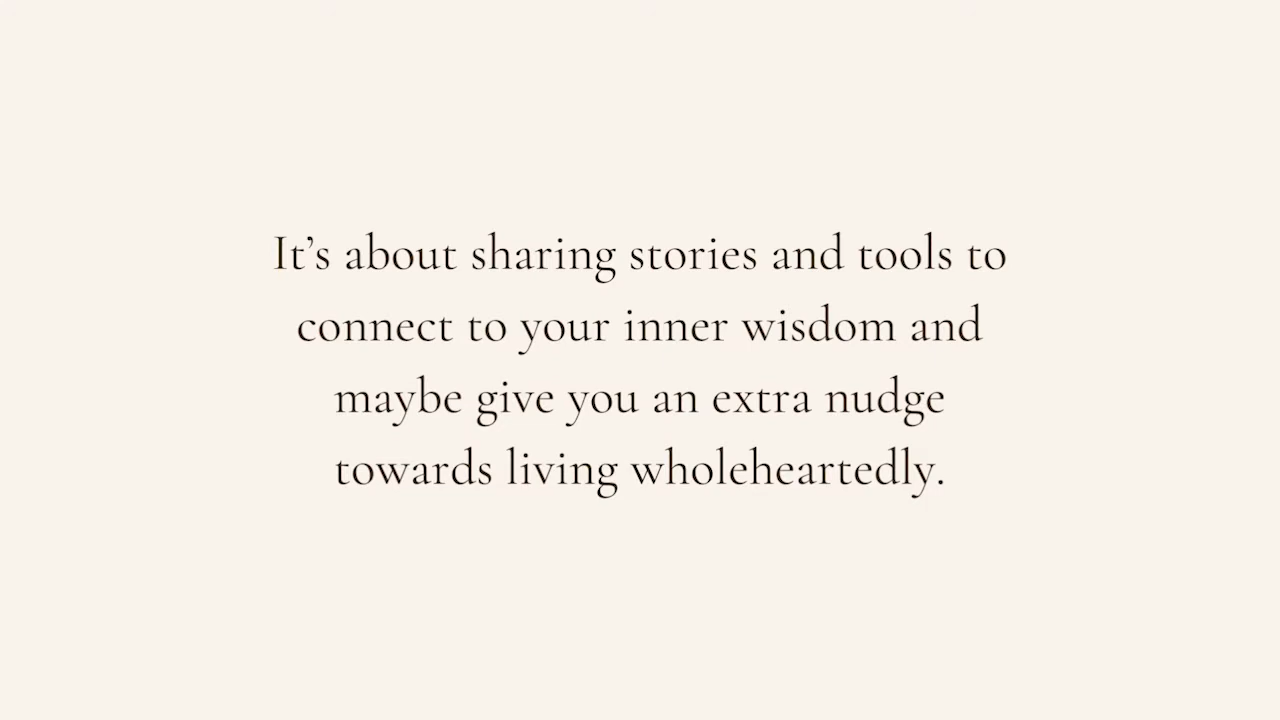 It’s about sharing stories and tools to
connect to your inner wisdom and
maybe give you an extra nudge
towards living wholeheartedly.